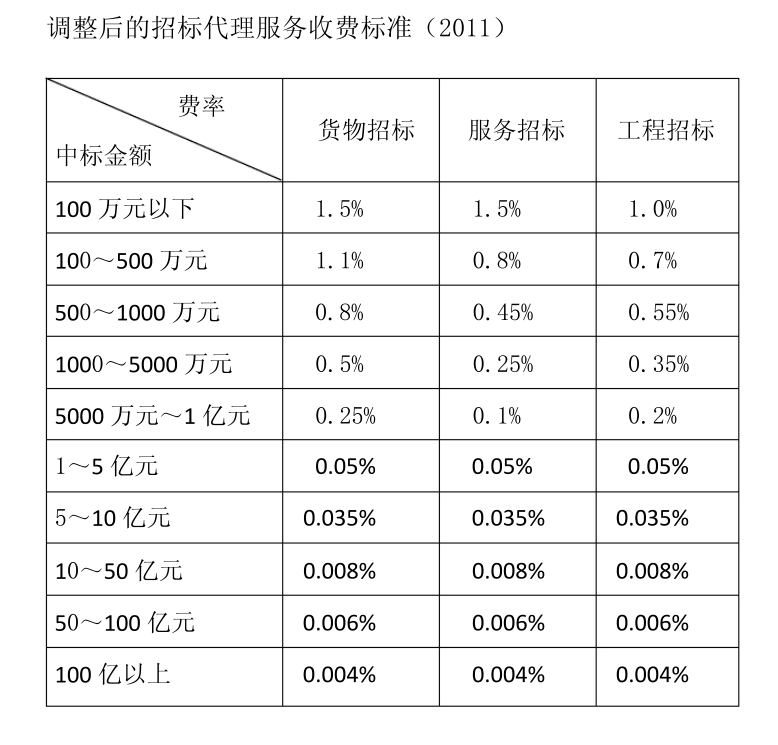 调整后的招标代理服务收费标准（2011）
费率
中标金额 货物招标 服务招标 工程招标
100 万元以下 1.5% 1.5% 1.0%
100～500 万元 1.1% 0.8% 0.7%
500～1000 万元 0.8% 0.45% 0.55%
1000～5000 万元 0.5% 0.25% 0.35%
5000 万元～1 亿元 0.25% 0.1% 0.2%
1～5 亿元 0.05% 0.05% 0.05%
5～10 亿元 0.035% 0.035% 0.035%
10～50 亿元 0.008% 0.008% 0.008%
50～100 亿元 0.006% 0.006% 0.006%
100 亿以上 0.004% 0.004% 0.004%